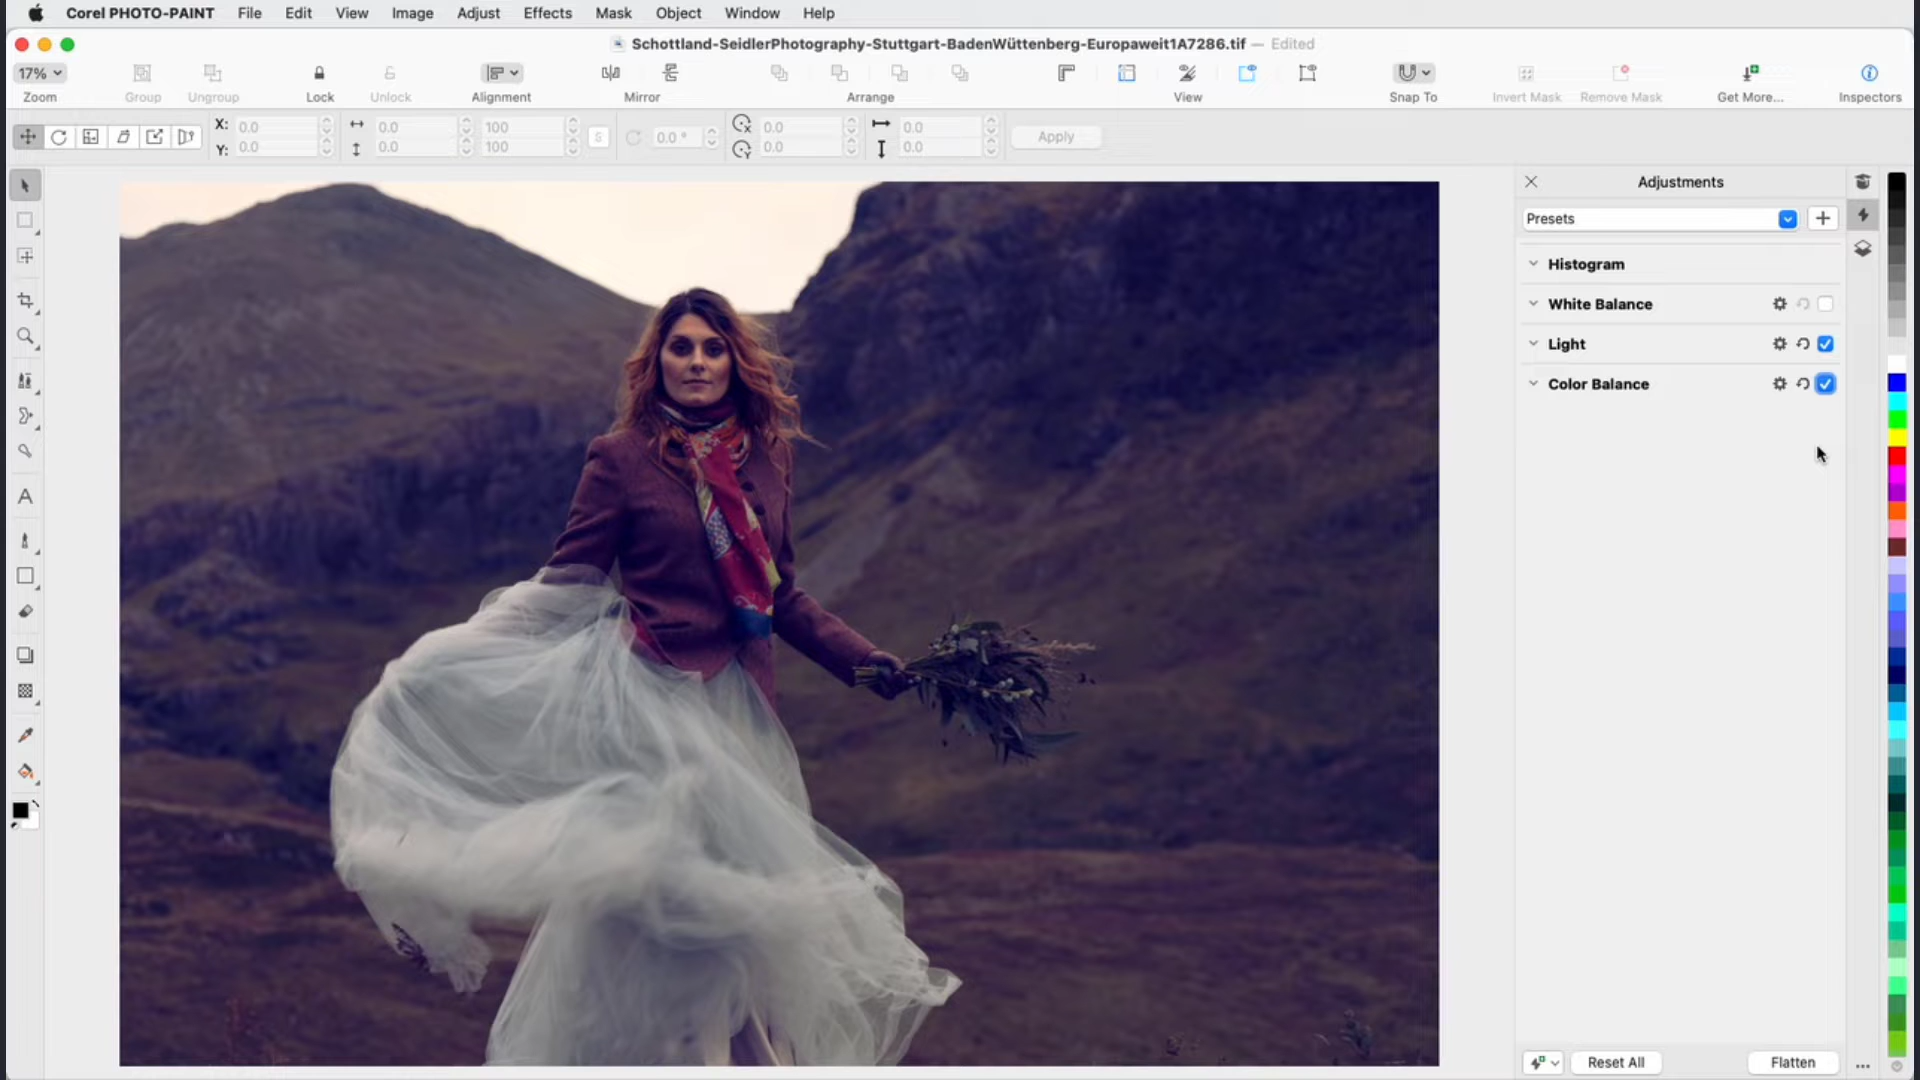 Corel PHOTO-PAINT File Edit View Image Adjust Effects Mask Object Window Help
Schottland-SeidlerPhotography-Stuttgart-BadenWüttenberg-Europaweit1A7286.tif — Edited
17%
Zoom Group Ungroup Lock Unlock Alignment Mirror Arrange View Snap To Invert Mask Remove Mask Get More... Inspectors
X: 0.0 0.0 100 0.0 0.0
Y: 0.0 0.0 100 S 0.0 ° 0.0 0.0 Apply
Adjustments
Presets
Histogram
White Balance
Light
Color Balance
Reset All Flatten